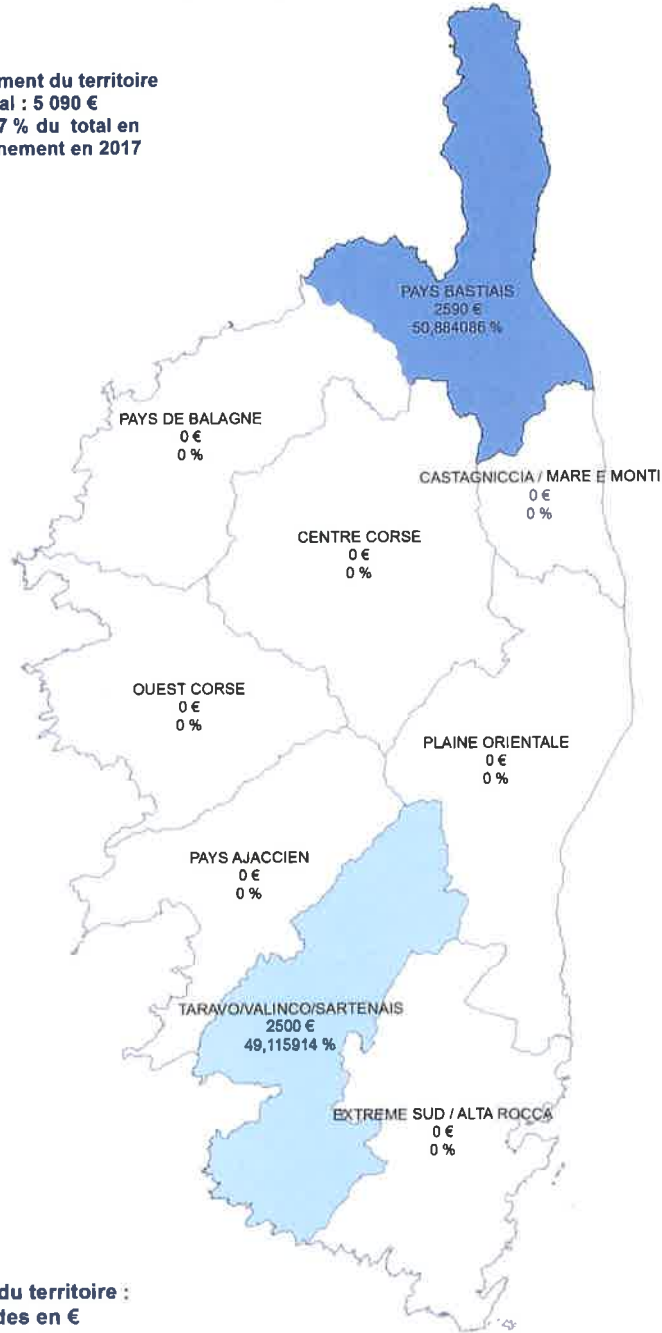 ment du territoire
al : 5 090 €
7 % du total en
nement en 2017
PAYS BASTIAIS
2590 €
50,884086 %
PAYS DE BALAGNE
0 €
0 %
CASTAGNICCIA / MARE E MONTI
0 €
0 %
CENTRE CORSE
0 €
0 %
OUEST CORSE
0 €
0 %
PLAINE ORIENTALE
0 €
0 %
PAYS AJACCIEN
0 €
0 %
TARAVO/VALINCO/SARTENAIS
2500 €
49,115914 %
EXTREME SUD / ALTA ROCCA
0 €
0 %
du territoire :
des en €